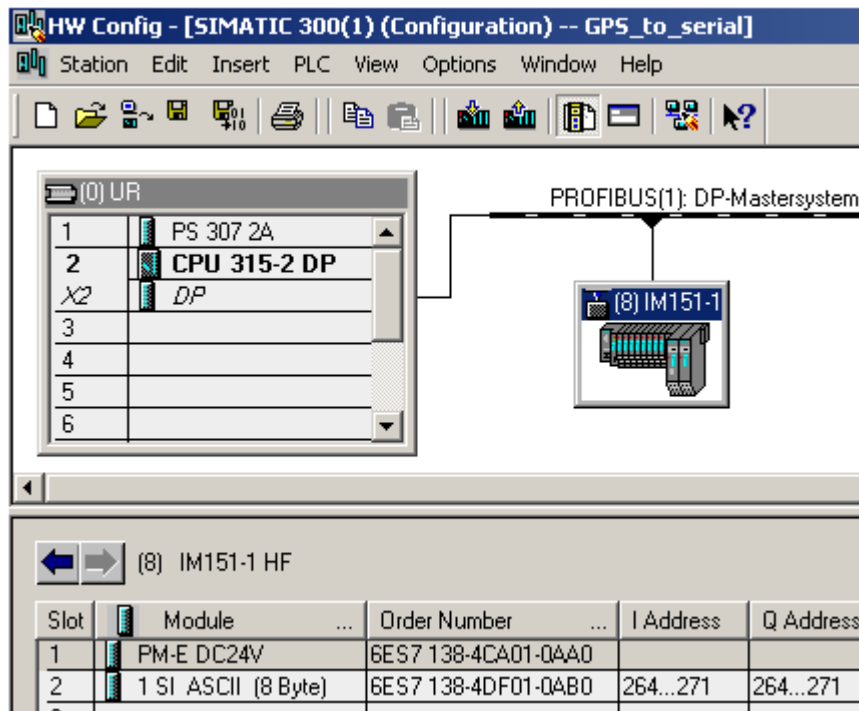 HW Config - [SIMATIC 300(1) (Configuration) -- GPS_to_serial]
Station Edit Insert PLC View Options Window Help
(0) UR
1 PS 307 2A
2 CPU 315-2 DP
X2 DP
3
4
5
6
PROFIBUS(1): DP-Mastersystem
(8) IM151-1
(8) IM151-1 HF
Slot Module ... Order Number ... I Address Q Address
1 PM-E DC24V 6ES7 138-4CA01-0AA0
2 1 SI ASCII (8 Byte) 6ES7 138-4DF01-0AB0 264...271 264...271